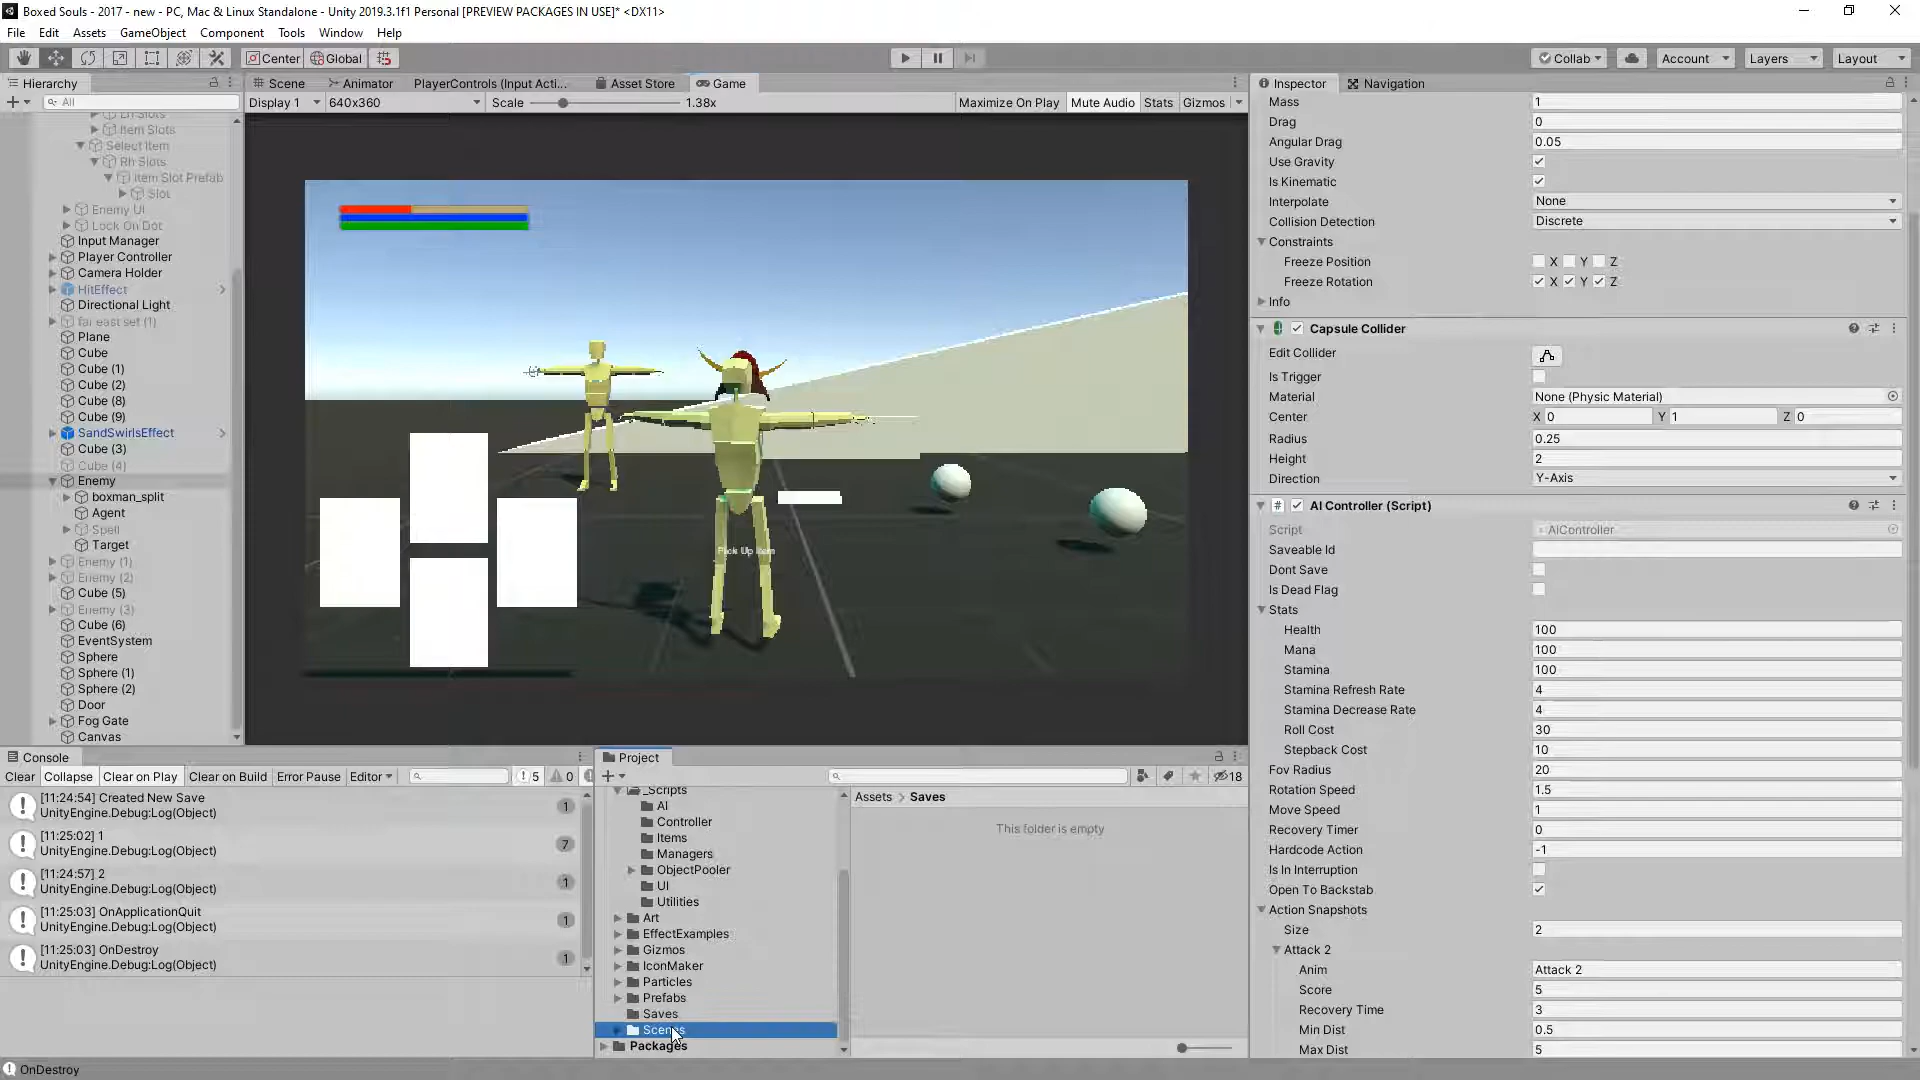 Boxed Souls - 2017 - new - PC, Mac & Linux Standalone - Unity 2019.3.1f1 Personal [PREVIEW PACKAGES IN USE]* <DX11>
File Edit Assets GameObject Component Tools Window Help
Center Global Collab Account Layers Layout
Hierarchy
All
Item Slots
Select Item
Rh Slots
Item Slot Prefab
Slot
Enemy UI
Lock On Dot
Input Manager
Player Controller
Camera Holder
HitEffect
Directional Light
far east set (1)
Plane
Cube
Cube (1)
Cube (2)
Cube (8)
Cube (9)
SandSwirlsEffect
Cube (3)
Cube (4)
Enemy
boxman_split
Agent
Spell
Target
Enemy (1)
Enemy (2)
Cube (5)
Enemy (3)
Cube (6)
EventSystem
Sphere
Sphere (1)
Sphere (2)
Door
Fog Gate
Canvas
Scene Animator PlayerControls (Input Acti... Asset Store Game
Display 1 640x360 Scale 1.38x Maximize On Play Mute Audio Stats Gizmos
Pick Up Item
Console
Clear Collapse Clear on Play Clear on Build Error Pause Editor 5 0
[11:24:54] Created New Save 1
UnityEngine.Debug:Log(Object)
[11:25:02] 1 7
UnityEngine.Debug:Log(Object)
[11:24:57] 2 1
UnityEngine.Debug:Log(Object)
[11:25:03] OnApplicationQuit 1
UnityEngine.Debug:Log(Object)
[11:25:03] OnDestroy 1
UnityEngine.Debug:Log(Object)
OnDestroy
Project
18
_Scripts
AI
Controller
Items
Managers
ObjectPooler
UI
Utilities
Art
EffectExamples
Gizmos
IconMaker
Particles
Prefabs
Saves
Scenes
Packages
Assets > Saves
This folder is empty
Inspector Navigation
Mass 1
Drag 0
Angular Drag 0.05
Use Gravity
Is Kinematic
Interpolate None
Collision Detection Discrete
Constraints
Freeze Position X Y Z
Freeze Rotation X Y Z
Info
Capsule Collider
Edit Collider
Is Trigger
Material None (Physic Material)
Center X 0 Y 1 Z 0
Radius 0.25
Height 2
Direction Y-Axis
AI Controller (Script)
Script AIController
Saveable Id
Dont Save
Is Dead Flag
Stats
Health 100
Mana 100
Stamina 100
Stamina Refresh Rate 4
Stamina Decrease Rate 4
Roll Cost 30
Stepback Cost 10
Fov Radius 20
Rotation Speed 1.5
Move Speed 1
Recovery Timer 0
Hardcode Action -1
Is In Interruption
Open To Backstab
Action Snapshots
Size 2
Attack 2
Anim Attack 2
Score 5
Recovery Time 3
Min Dist 0.5
Max Dist 5